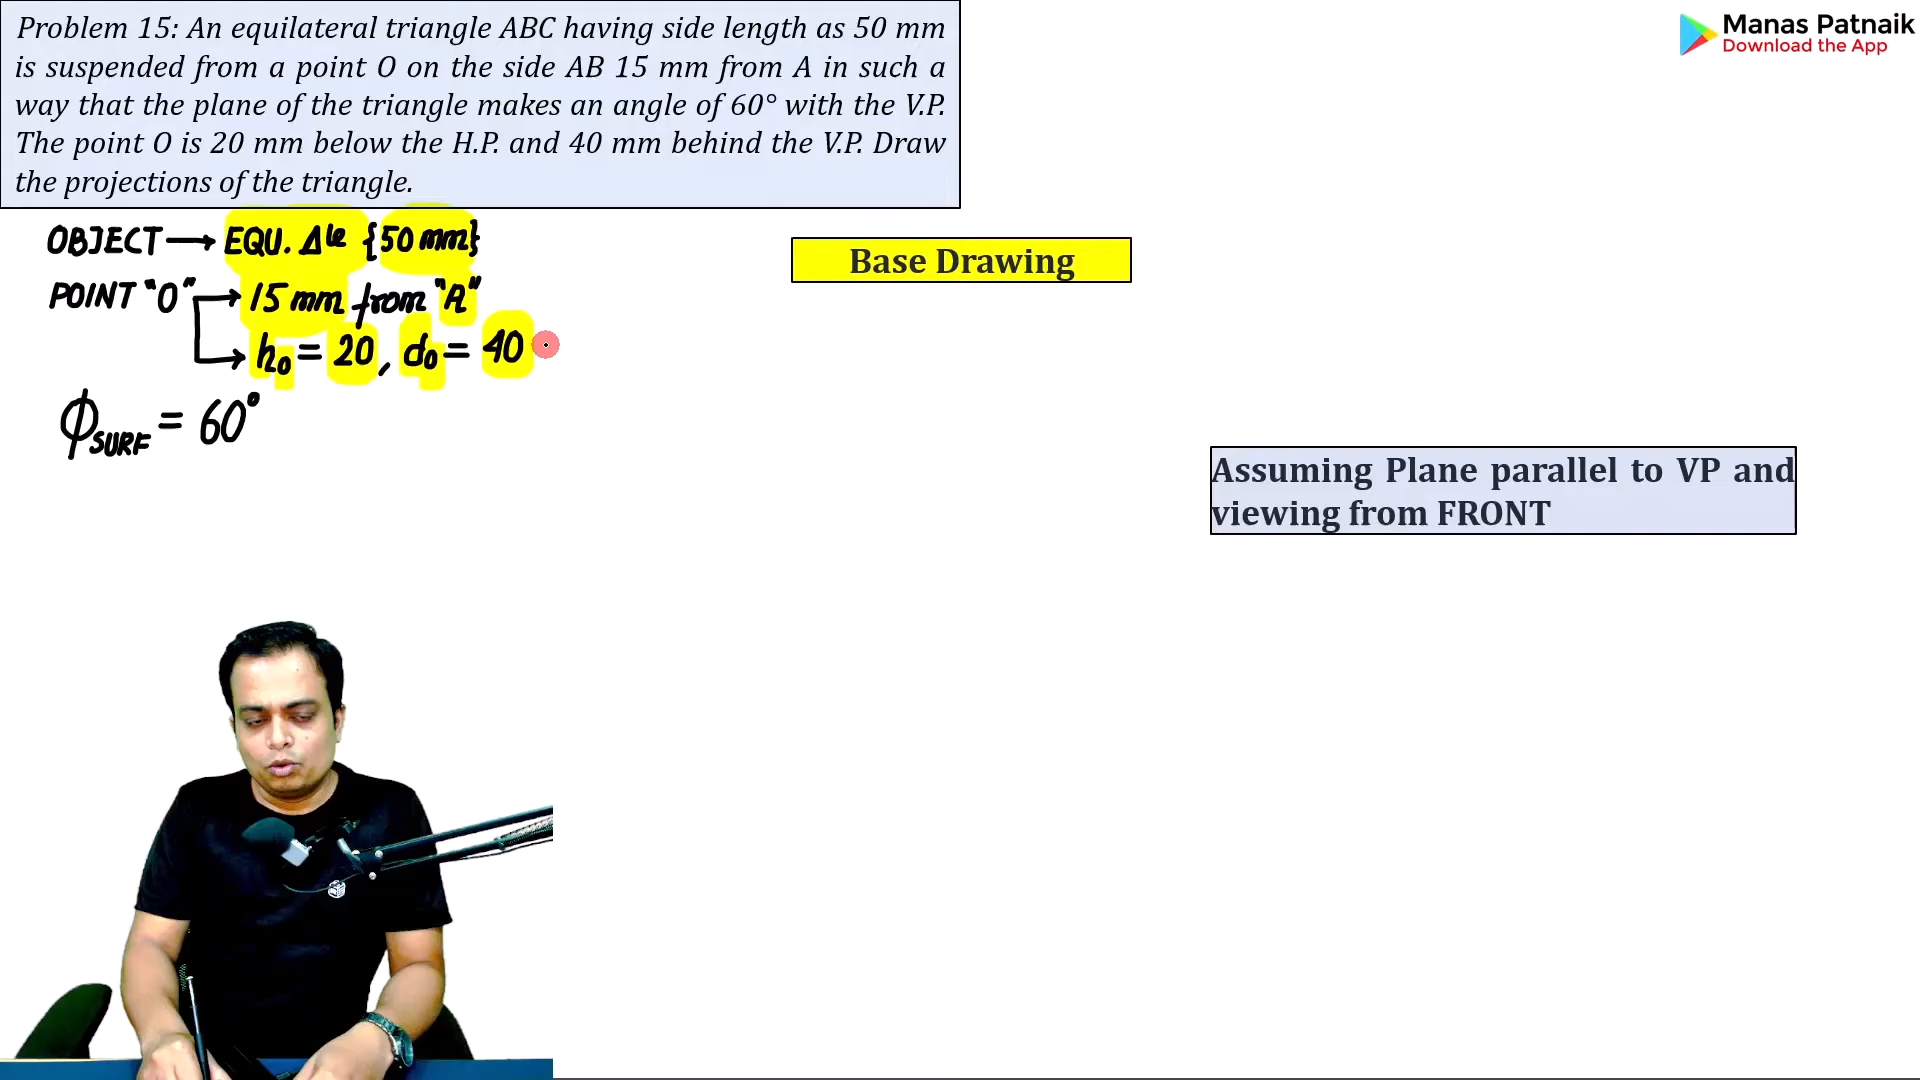 Problem 15: An equilateral triangle ABC having side length as 50 mm
is suspended from a point O on the side AB 15 mm from A in such a
way that the plane of the triangle makes an angle of 60° with the V.P.
The point O is 20 mm below the H.P. and 40 mm behind the V.P. Draw
the projections of the triangle.
Manas Patnaik
Download the App
OBJECT → EQU. Δle {50 mm}
POINT "O" → 15 mm from "A"
→ ho = 20, do = 40
ϕSURF = 60°
Base Drawing
Assuming Plane parallel to VP and
viewing from FRONT